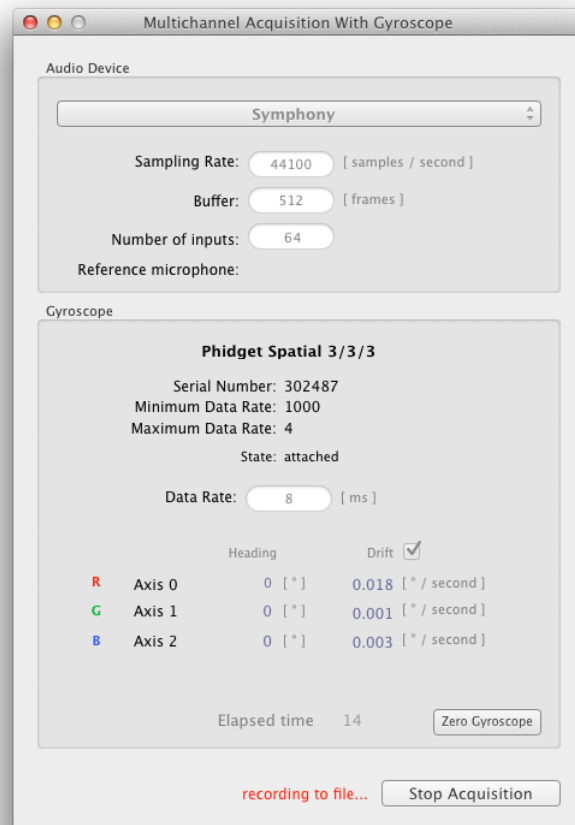 Multichannel Acquisition With Gyroscope
Audio Device
Symphony
Sampling Rate: 44100 [ samples / second ]
Buffer: 512 [ frames ]
Number of inputs: 64
Reference microphone:
Gyroscope
Phidget Spatial 3/3/3
Serial Number: 302487
Minimum Data Rate: 1000
Maximum Data Rate: 4
State: attached
Data Rate: 8 [ ms ]
Heading Drift
R Axis 0 0 [ ° ] 0.018 [ ° / second ]
G Axis 1 0 [ ° ] 0.001 [ ° / second ]
B Axis 2 0 [ ° ] 0.003 [ ° / second ]
Elapsed time 14 Zero Gyroscope
recording to file... Stop Acquisition